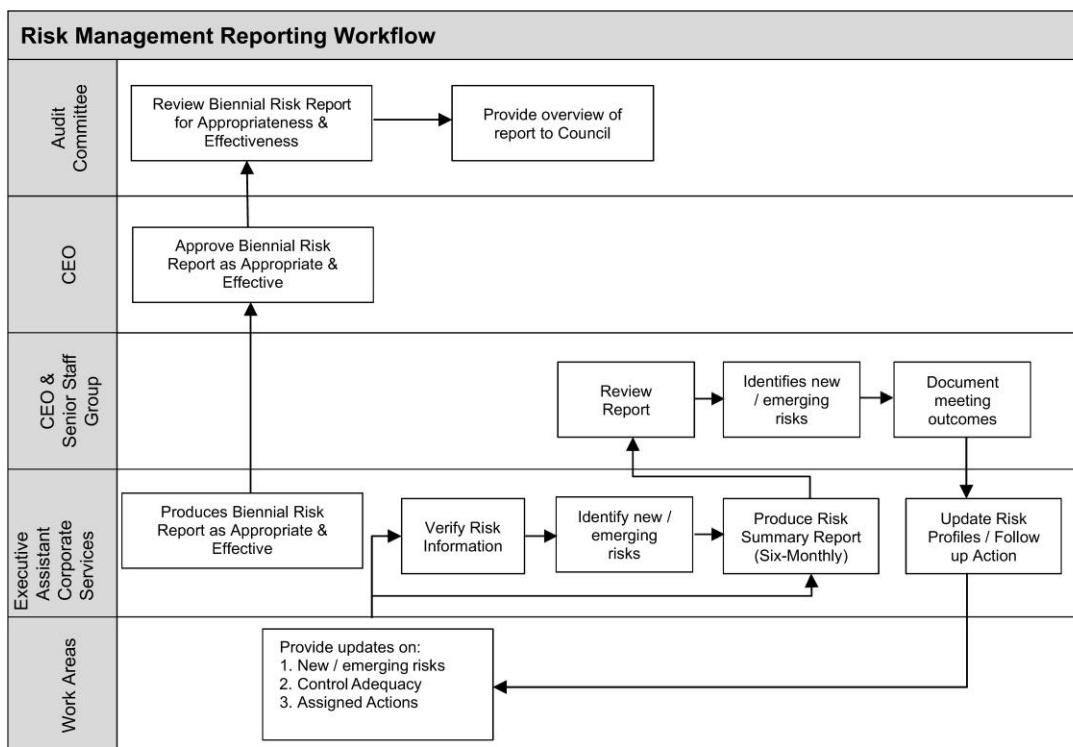 Risk Management Reporting Workflow
Audit
Committee
Review Biennial Risk Report
for Appropriateness &
Effectiveness
Provide overview of
report to Council
CEO
Approve Biennial Risk
Report as Appropriate &
Effective
CEO &
Senior Staff
Group
Review
Report
Identifies new
/ emerging
risks
Document
meeting
outcomes
Executive
Assistant
Corporate
Services
Produces Biennial Risk
Report as Appropriate &
Effective
Verify Risk
Information
Identify new /
emerging
risks
Produce Risk
Summary Report
(Six-Monthly)
Update Risk
Profiles / Follow
up Action
Work Areas
Provide updates on:
1. New / emerging risks
2. Control Adequacy
3. Assigned Actions